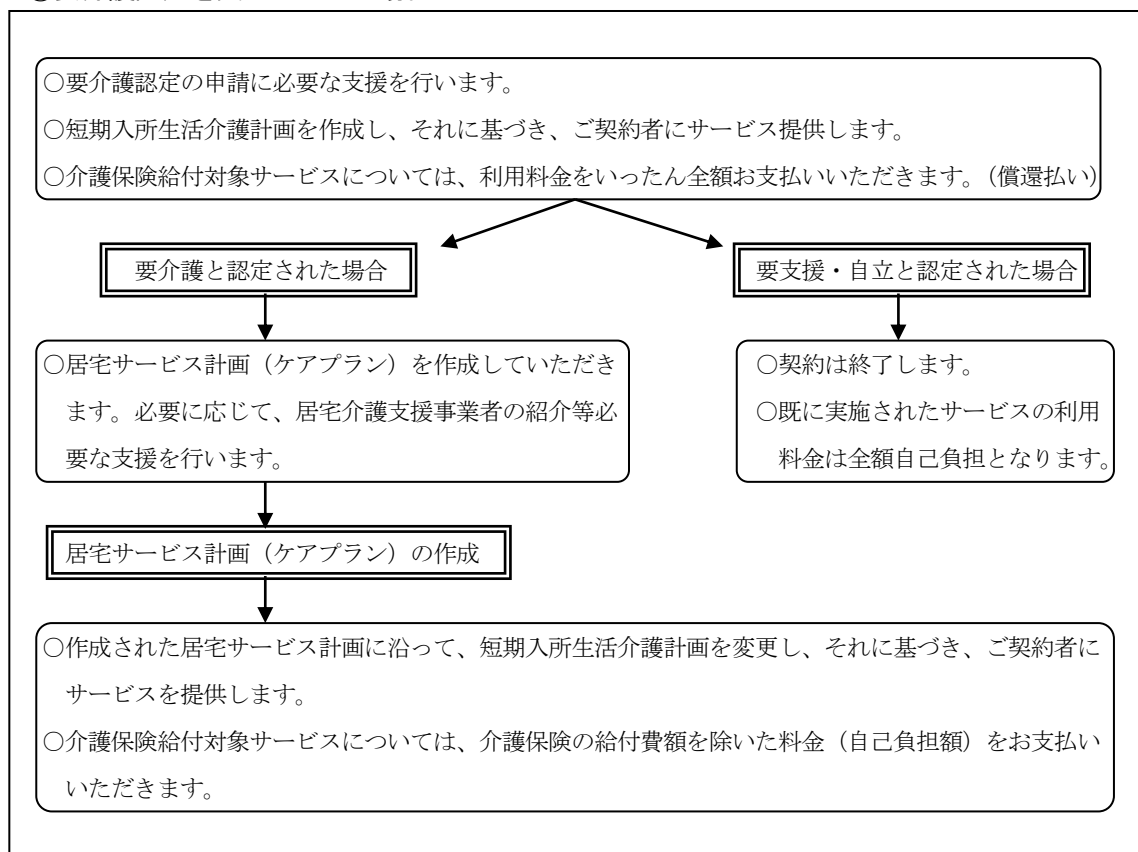 ○要介護認定の申請に必要な支援を行います。
○短期入所生活介護計画を作成し、それに基づき、ご契約者にサービス提供します。
○介護保険給付対象サービスについては、利用料金をいったん全額お支払いいただきます。（償還払い）
要介護と認定された場合
要支援・自立と認定された場合
○居宅サービス計画（ケアプラン）を作成していただき
ます。必要に応じて、居宅介護支援事業者の紹介等必
要な支援を行います。
○契約は終了します。
○既に実施されたサービスの利用
料金は全額自己負担となります。
居宅サービス計画（ケアプラン）の作成
○作成された居宅サービス計画に沿って、短期入所生活介護計画を変更し、それに基づき、ご契約者に
サービスを提供します。
○介護保険給付対象サービスについては、介護保険の給付費額を除いた料金（自己負担額）をお支払い
いただきます。